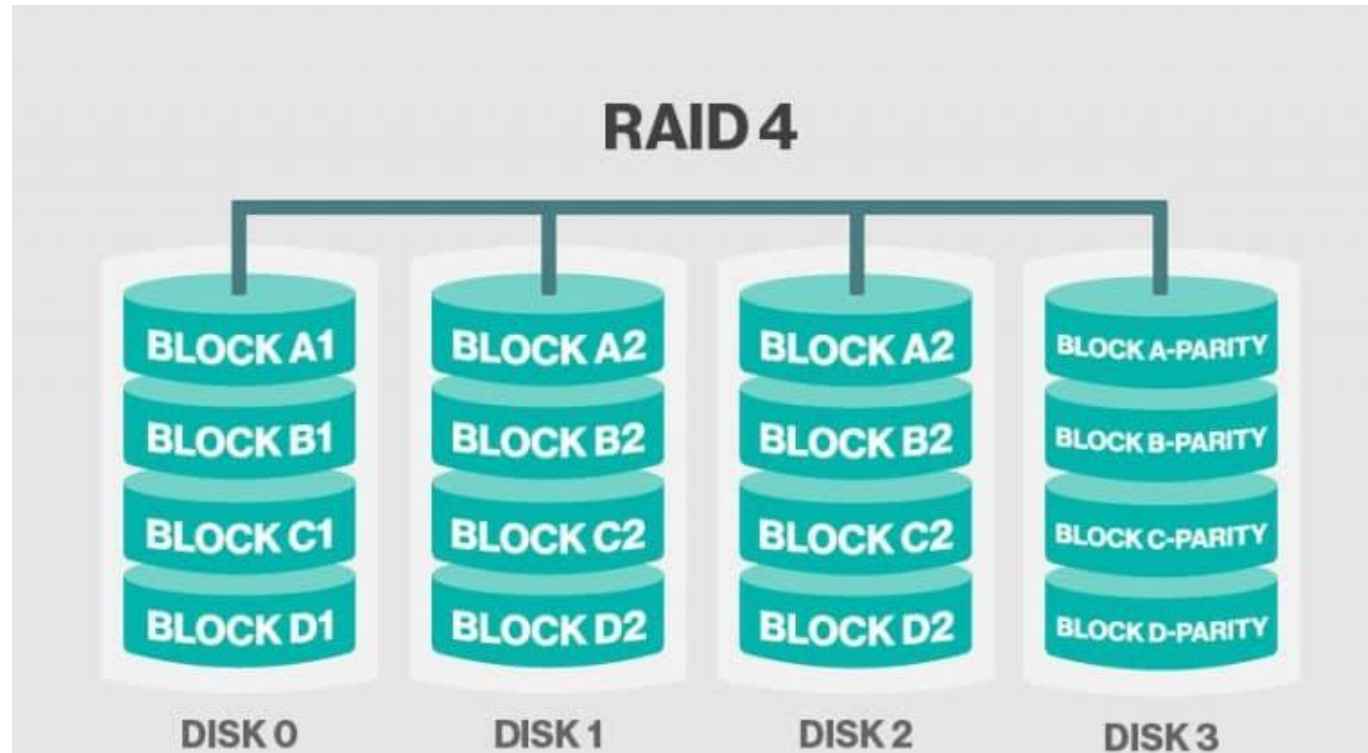 RAID 4
BLOCK A1 BLOCK A2 BLOCK A2 BLOCK A-PARITY
BLOCK B1 BLOCK B2 BLOCK B2 BLOCK B-PARITY
BLOCK C1 BLOCK C2 BLOCK C2 BLOCK C-PARITY
BLOCK D1 BLOCK D2 BLOCK D2 BLOCK D-PARITY
DISK 0 DISK 1 DISK 2 DISK 3